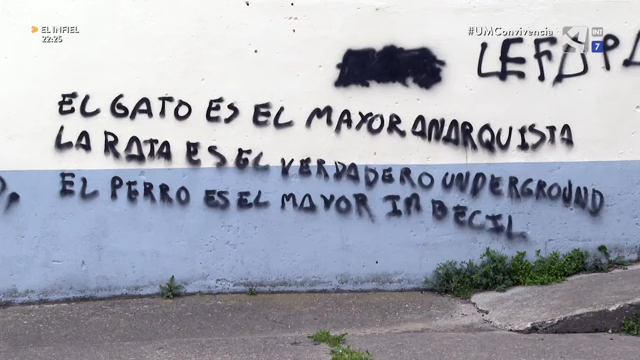 EL INFIEL
22:25
#UMConvivencia
INT
7
EL GATO ES EL MAYOR ANARQUISTA
LA RATA ES EL VERDADERO UNDERGROUND
EL PERRO ES EL MAYOR IMBECIL